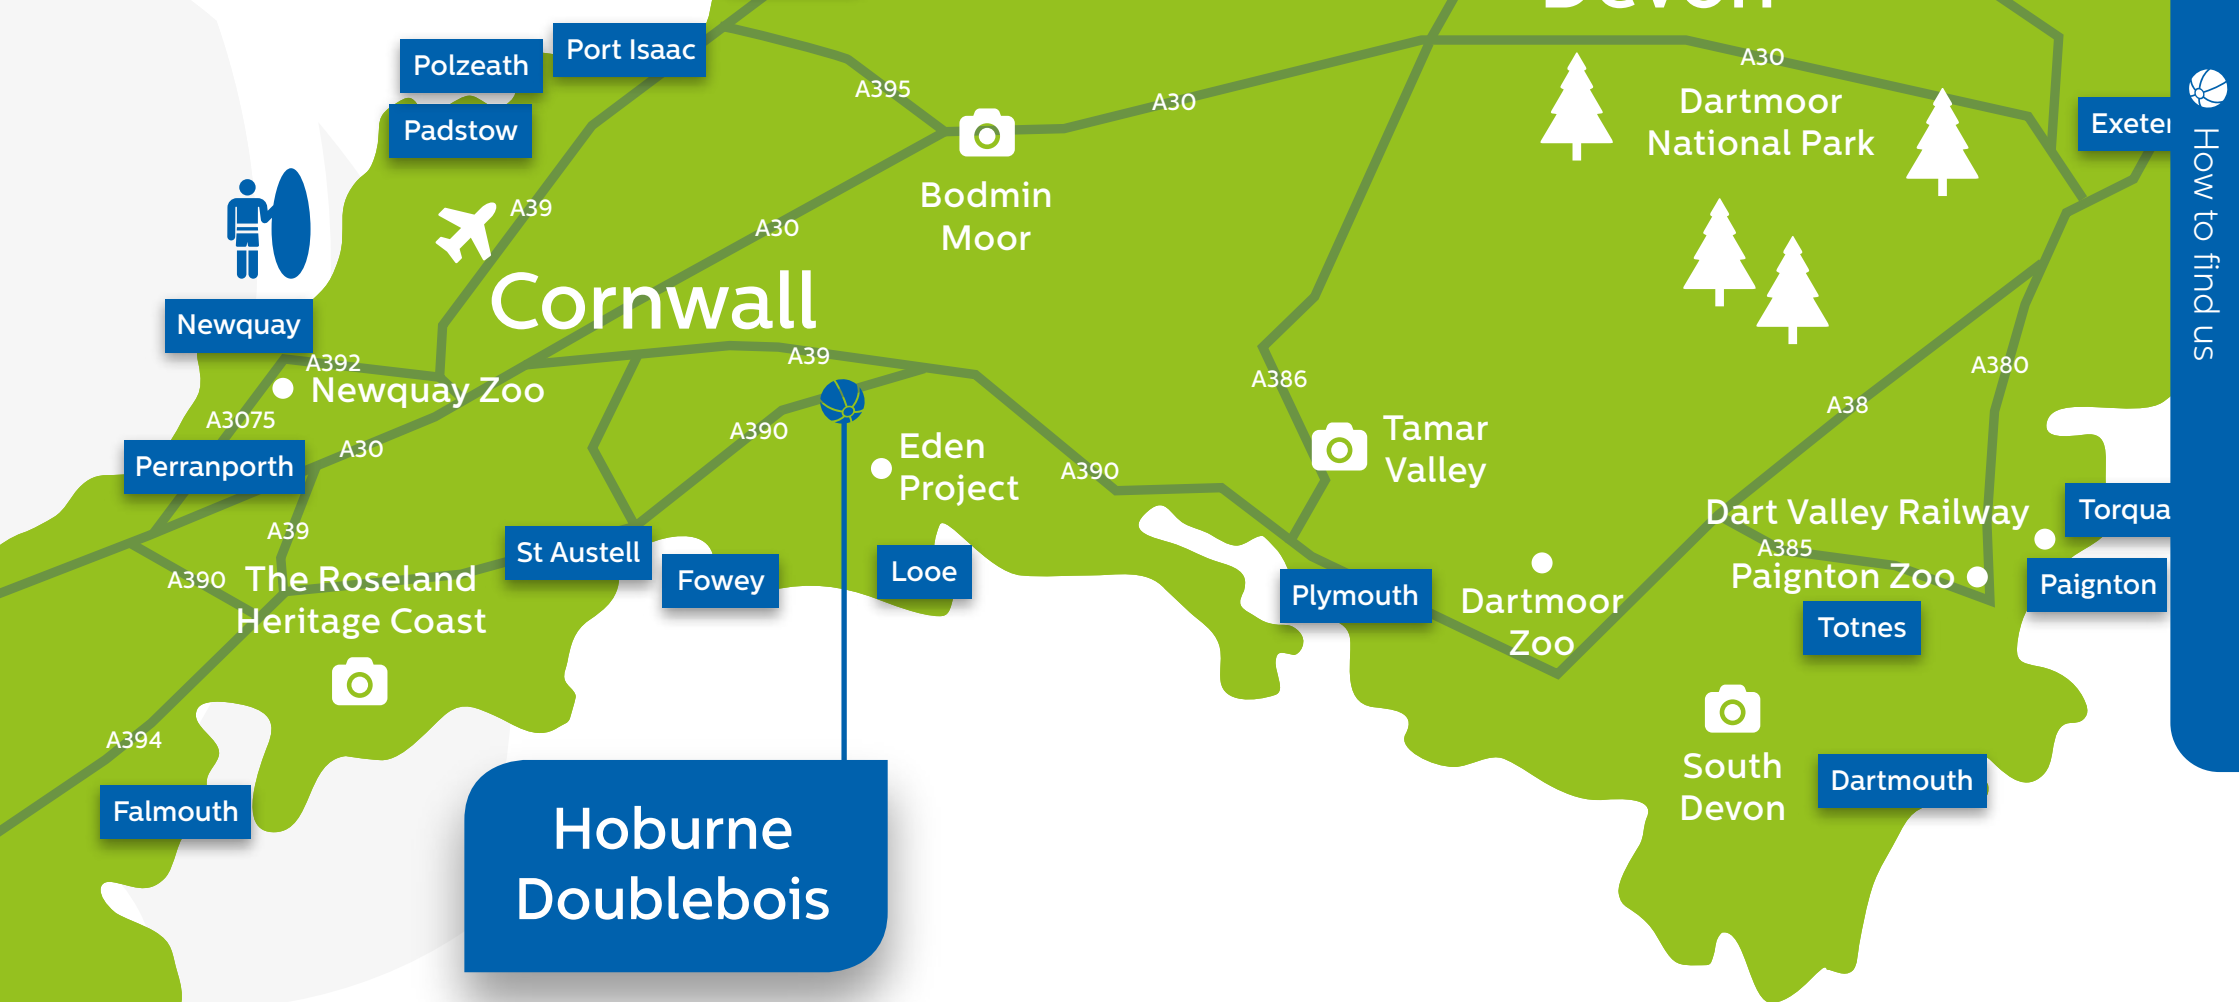 Devon
Port Isaac
Polzeath
A30
A395
A30
Dartmoor
National Park
Padstow
Exeter
How to find us
A39
Bodmin
Moor
A30
Cornwall
Newquay
A392
Newquay Zoo
A39
A386
A380
A3075
A30
A390
A38
Tamar
Valley
Perranporth
Eden
Project
A390
Dart Valley Railway
Torqua
A39
St Austell
A385
Paignton Zoo
Paignton
A390
The Roseland
Heritage Coast
Fowey
Looe
Plymouth
Dartmoor
Zoo
Totnes
A394
South
Devon
Dartmouth
Falmouth
Hoburne
Doublebois